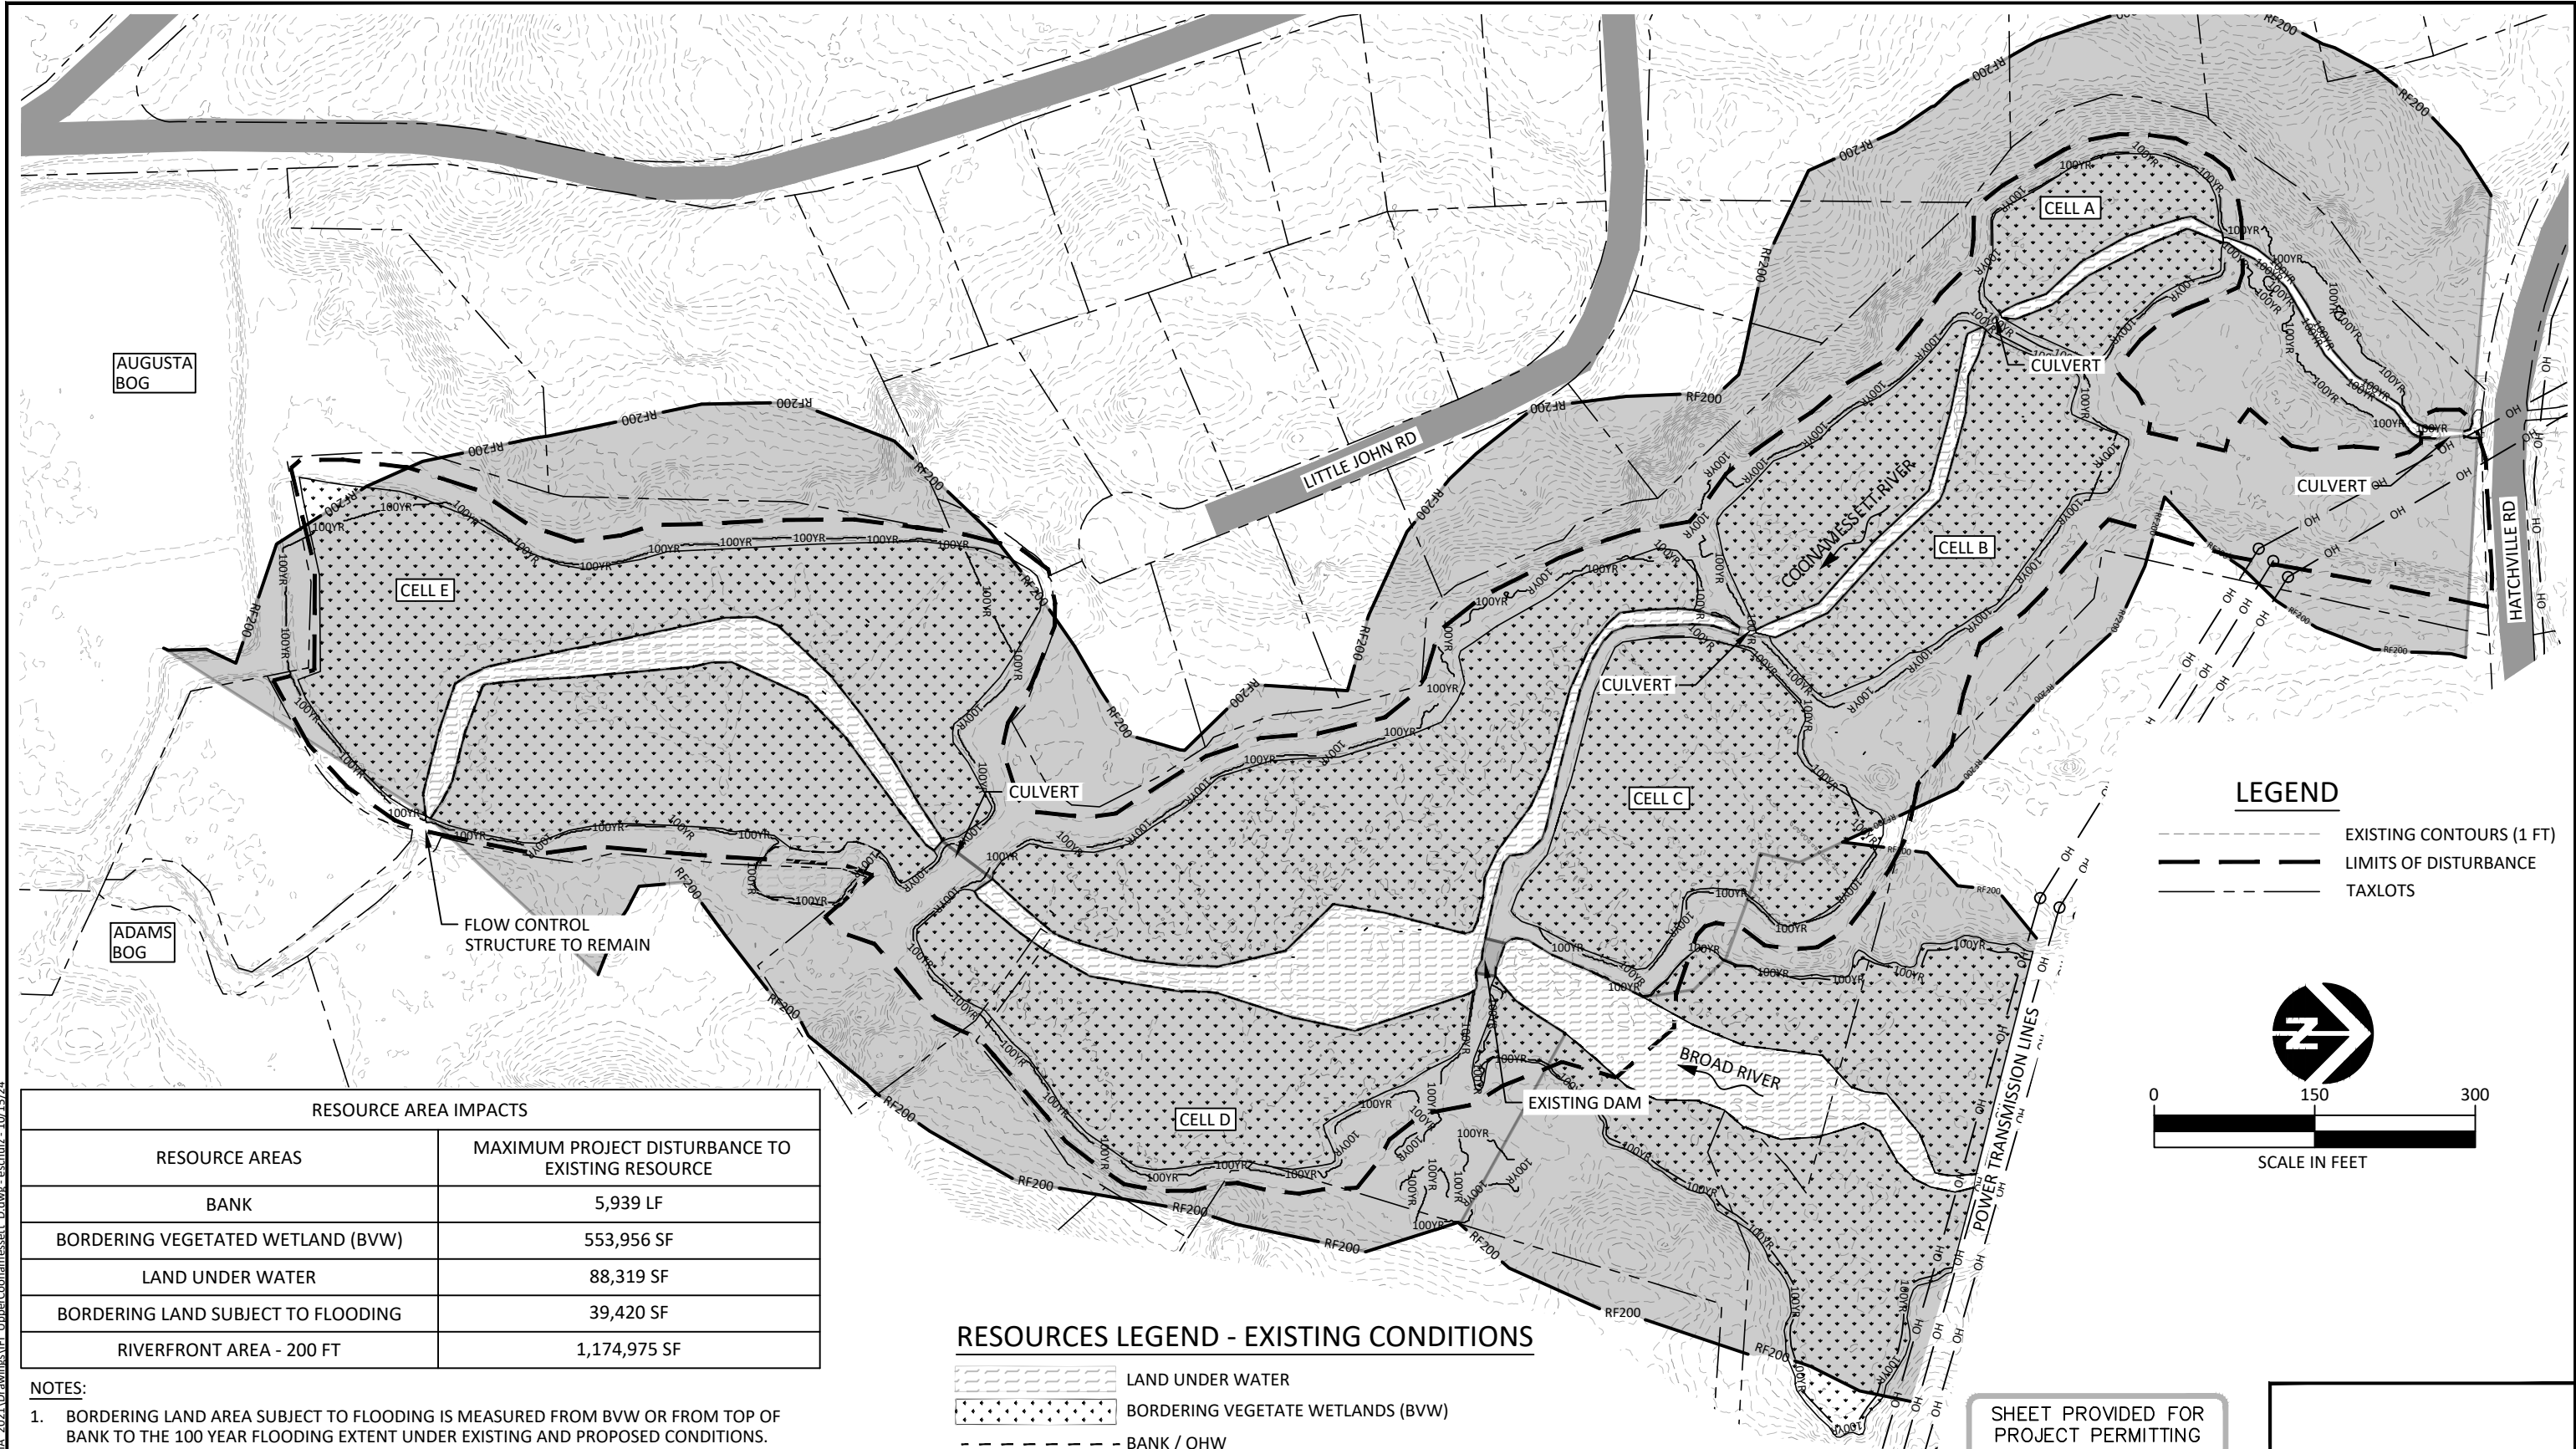 CELL A
CULVERT
AUGUSTA
BOG
LITTLE JOHN RD
COONAMESSETT RIVER
CULVERT
HATCHVILLE RD
CELL B
CELL E
CULVERT
CULVERT
CELL C
LEGEND
EXISTING CONTOURS (1 FT)
LIMITS OF DISTURBANCE
TAXLOTS
FLOW CONTROL
STRUCTURE TO REMAIN
ADAMS
BOG
Z
BROAD RIVER
POWER TRANSMISSION LINES
EXISTING DAM
CELL D
0 150 300
SCALE IN FEET
RF200
100YR
OH
RESOURCE AREA IMPACTS
RESOURCE AREAS
MAXIMUM PROJECT DISTURBANCE TO
EXISTING RESOURCE
BANK 5,939 LF
BORDERING VEGETATED WETLAND (BVW) 553,956 SF
LAND UNDER WATER 88,319 SF
BORDERING LAND SUBJECT TO FLOODING 39,420 SF
RIVERFRONT AREA - 200 FT 1,174,975 SF
NOTES:
1. BORDERING LAND AREA SUBJECT TO FLOODING IS MEASURED FROM BVW OR FROM TOP OF
BANK TO THE 100 YEAR FLOODING EXTENT UNDER EXISTING AND PROPOSED CONDITIONS.
RESOURCES LEGEND - EXISTING CONDITIONS
LAND UNDER WATER
BORDERING VEGETATE WETLANDS (BVW)
BANK / OHW
SHEET PROVIDED FOR
PROJECT PERMITTING